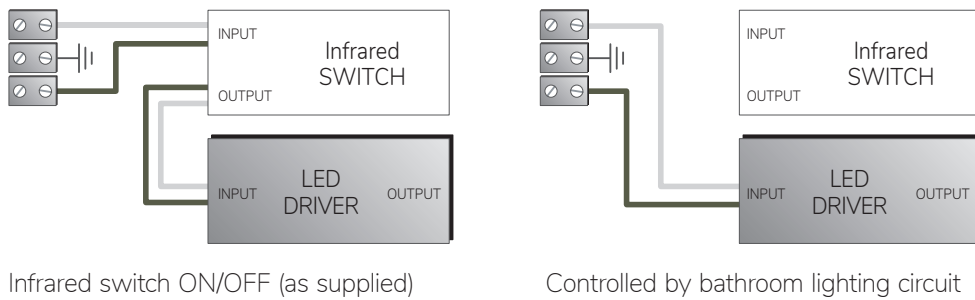 INPUT
Infrared
SWITCH
OUTPUT
INPUT
LED
DRIVER
OUTPUT
Infrared switch ON/OFF (as supplied)
INPUT
Infrared
SWITCH
OUTPUT
INPUT
LED
DRIVER
OUTPUT
Controlled by bathroom lighting circuit